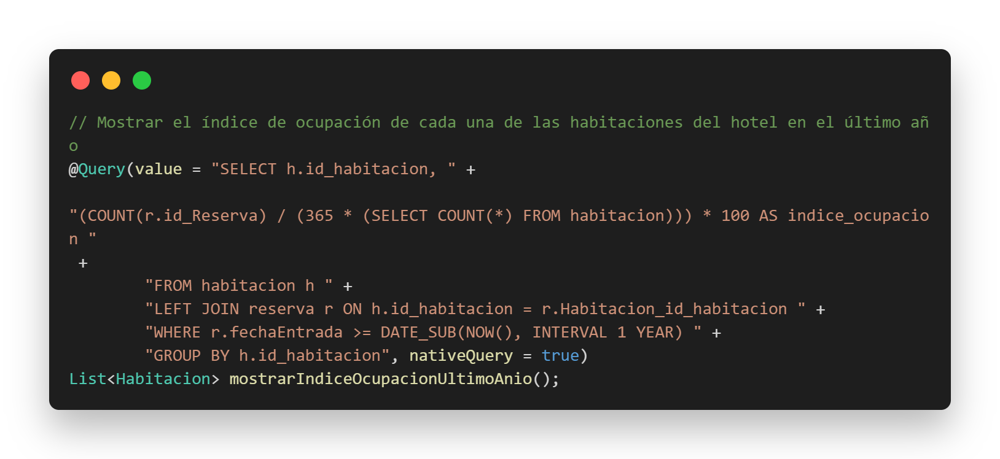 // Mostrar el índice de ocupación de cada una de las habitaciones del hotel en el último añ
o
@Query(value = "SELECT h.id_habitacion, " +
"(COUNT(r.id_Reserva) / (365 * (SELECT COUNT(*) FROM habitacion))) * 100 AS indice_ocupacio
n "
+
"FROM habitacion h " +
"LEFT JOIN reserva r ON h.id_habitacion = r.Habitacion_id_habitacion " +
"WHERE r.fechaEntrada >= DATE_SUB(NOW(), INTERVAL 1 YEAR) " +
"GROUP BY h.id_habitacion", nativeQuery = true)
List<Habitacion> mostrarIndiceOcupacionUltimoAnio();